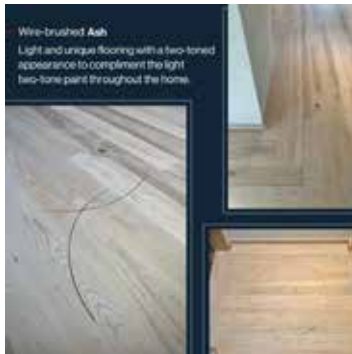 Wire-brushed Ash
Light and unique flooring with a two-toned
appearance to compliment the light
two-tone paint throughout the home.